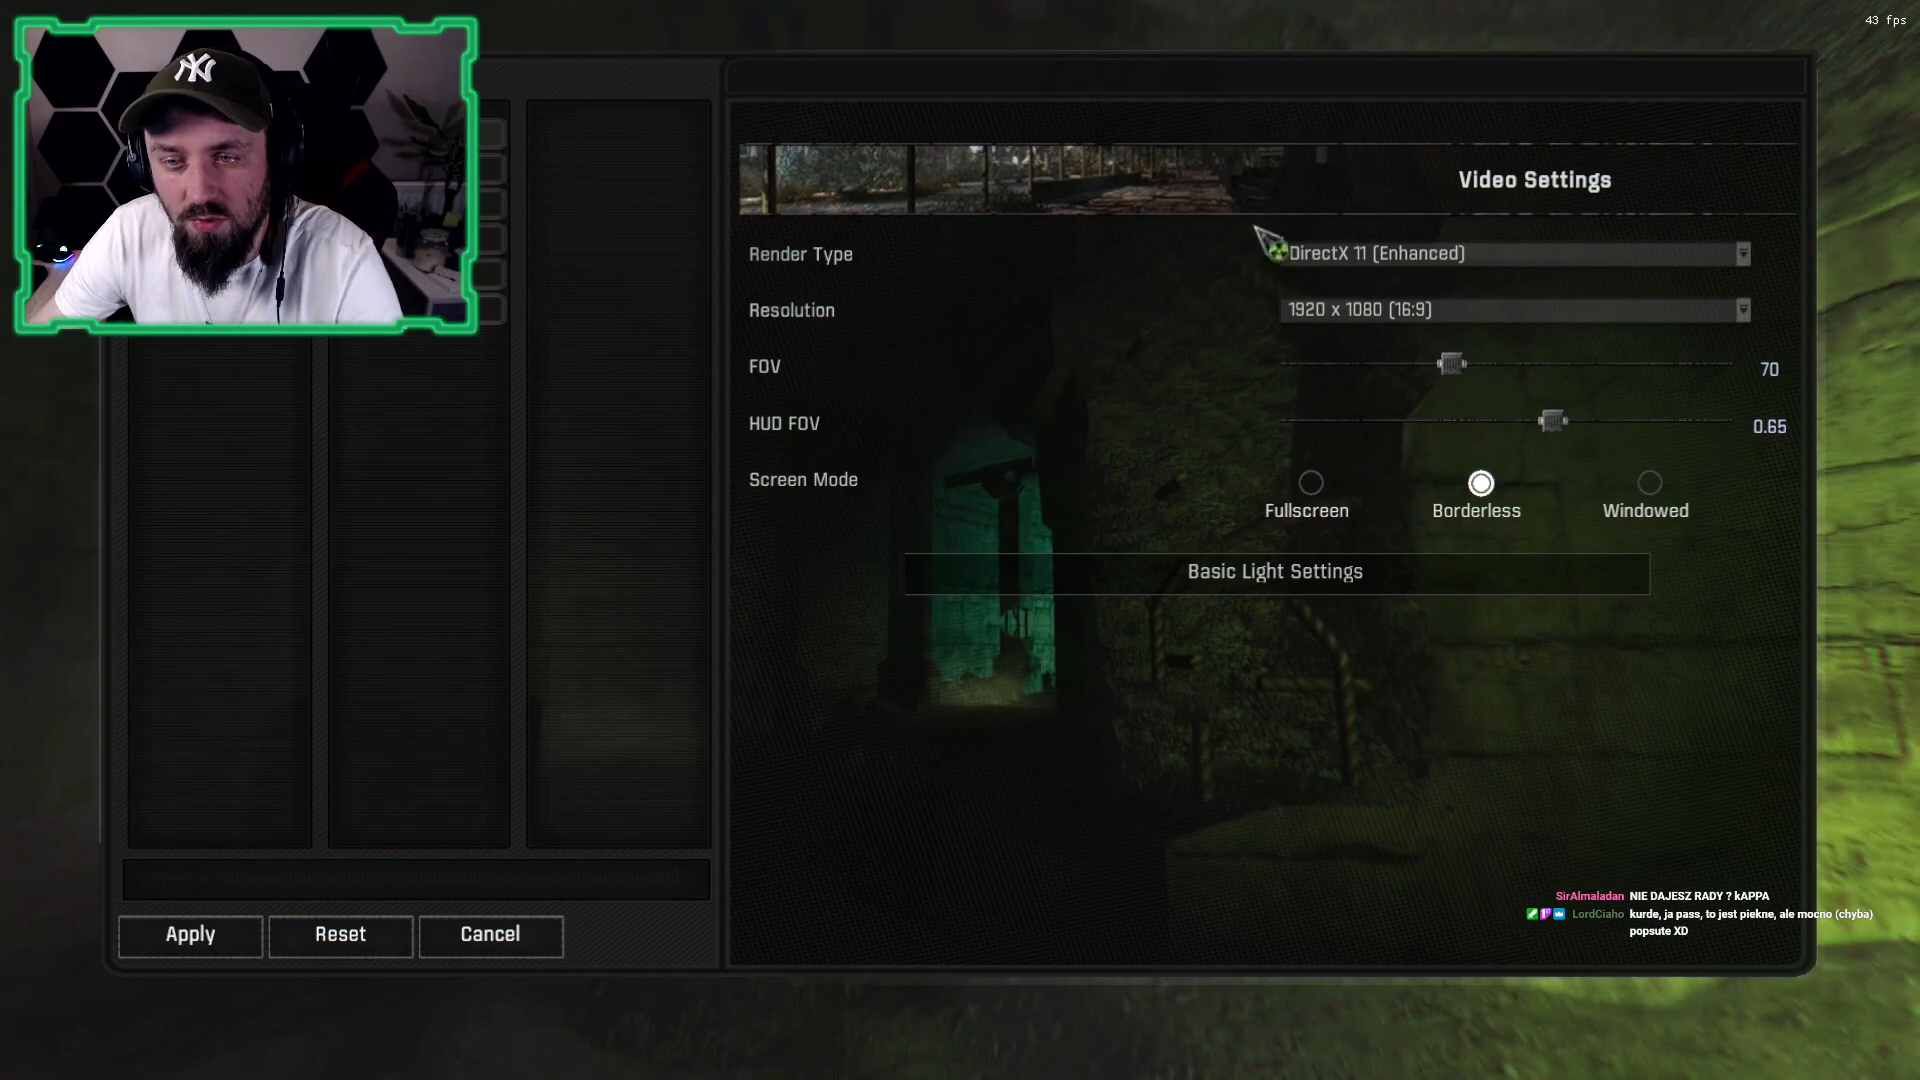 43 fps
NY
Video Settings
Render Type
DirectX 11 (Enhanced)
Resolution
1920 x 1080 (16:9)
FOV
70
HUD FOV
0.65
Screen Mode
Fullscreen
Borderless
Windowed
Basic Light Settings
SirAlmaladan NIE DAJESZ RADY ? kAPPA
LordCiaho kurde, ja pass, to jest piekne, ale mocno (chyba)
popsute XD
Apply
Reset
Cancel